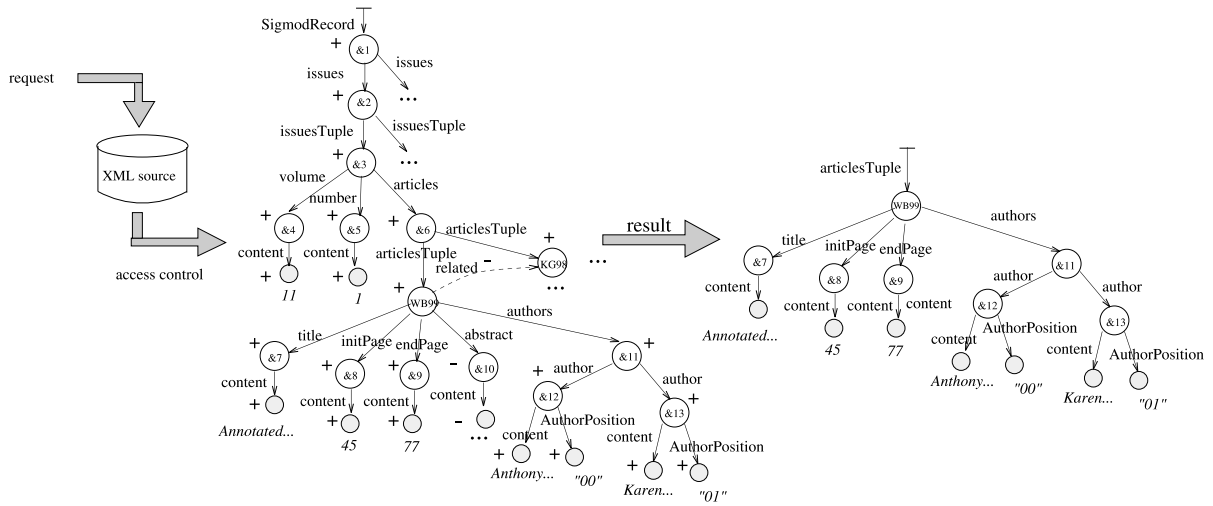 SigmodRecord
+
&1
issues
request
issues
+
&2
...
issuesTuple
issuesTuple
+
&3
...
XML source
volume
number
articles
+
&4
+
&5
+
&6
articlesTuple
+
content
content
articlesTuple
related
-
KG98
...
...
+
11
+
1
access control
result
+
WB99
authors
title
initPage
endPage
abstract
+
&7
+
&8
+
&9
-
&10
&11
+
content
content
content
content
+
author
author
+
&12
&13
+
+
+
+
-
...
Annotated...
45
77
content
AuthorPosition
content
AuthorPosition
+
+
+
+
Anthony...
"00"
Karen...
"01"
articlesTuple
WB99
authors
title
initPage
endPage
&7
&8
&9
&11
content
content
content
content
author
author
&12
&13
Annotated...
45
77
content
AuthorPosition
content
AuthorPosition
Anthony...
"00"
Karen...
"01"